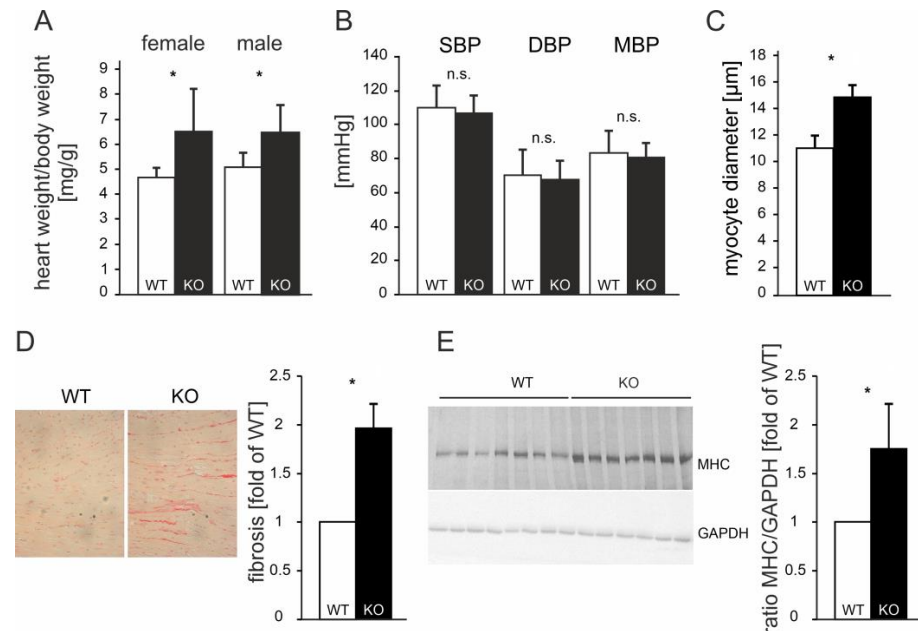 A
female
male
heart weight/body weight
[mg/g]
9
8
7
6
5
4
3
2
1
0
*
*
WT
KO
WT
KO
B
SBP
DBP
MBP
[mmHg]
140
120
100
80
60
40
20
0
n.s.
n.s.
n.s.
WT
KO
WT
KO
WT
KO
C
myocyte diameter [µm]
18
16
14
12
10
8
6
4
2
0
*
WT
KO
D
WT
KO
fibrosis [fold of WT]
2.5
2
1.5
1
0.5
0
*
WT
KO
E
WT
KO
MHC
GAPDH
ratio MHC/GAPDH [fold of WT]
2.5
2
1.5
1
0.5
0
*
WT
KO